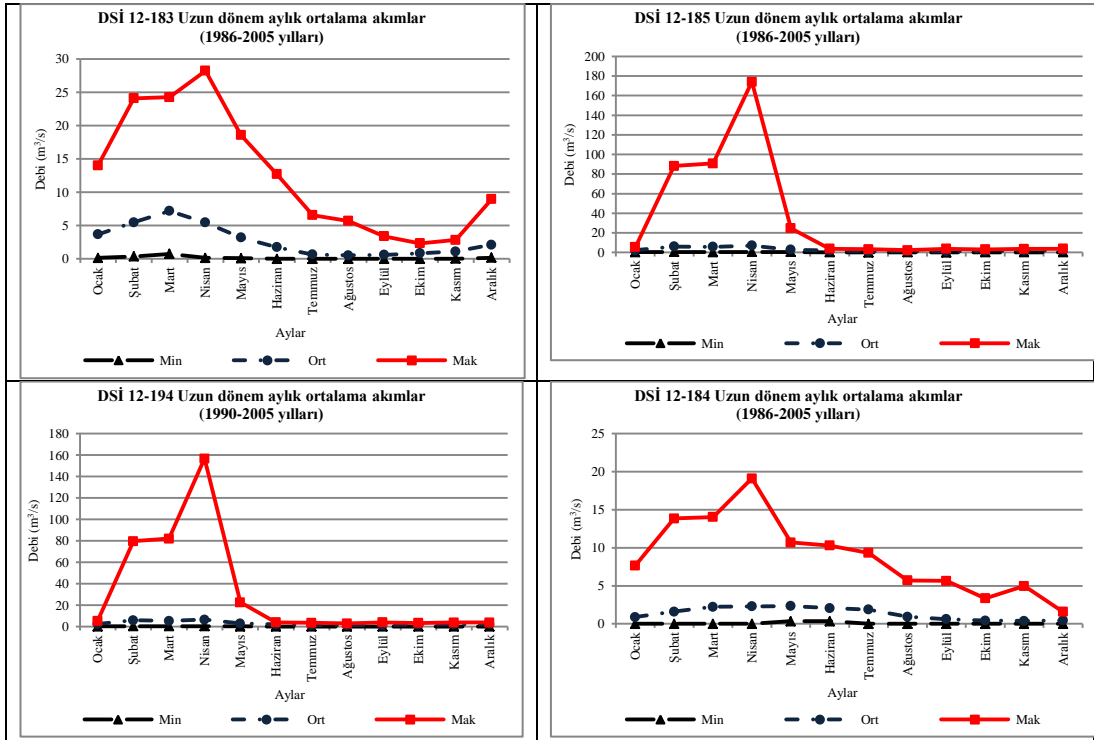 DSİ 12-183 Uzun dönem aylık ortalama akımlar
(1986-2005 yılları)
30
25
20
15
10
5
0
Debi (m³/s)
Ocak
Şubat
Mart
Nisan
Mayıs
Haziran
Temmuz
Ağustos
Eylül
Ekim
Kasım
Aralık
Aylar
Min Ort Mak
DSİ 12-185 Uzun dönem aylık ortalama akımlar
(1986-2005 yılları)
200
180
160
140
120
100
80
60
40
20
0
Debi (m³/s)
Ocak
Şubat
Mart
Nisan
Mayıs
Haziran
Temmuz
Ağustos
Eylül
Ekim
Kasım
Aralık
Aylar
Min Ort Mak
DSİ 12-194 Uzun dönem aylık ortalama akımlar
(1990-2005 yılları)
180
160
140
120
100
80
60
40
20
0
Debi (m³/s)
Ocak
Şubat
Mart
Nisan
Mayıs
Haziran
Temmuz
Ağustos
Eylül
Ekim
Kasım
Aralık
Aylar
Min Ort Mak
DSİ 12-184 Uzun dönem aylık ortalama akımlar
(1986-2005 yılları)
25
20
15
10
5
0
Debi (m³/s)
Ocak
Şubat
Mart
Nisan
Mayıs
Haziran
Temmuz
Ağustos
Eylül
Ekim
Kasım
Aralık
Aylar
Min Ort Mak